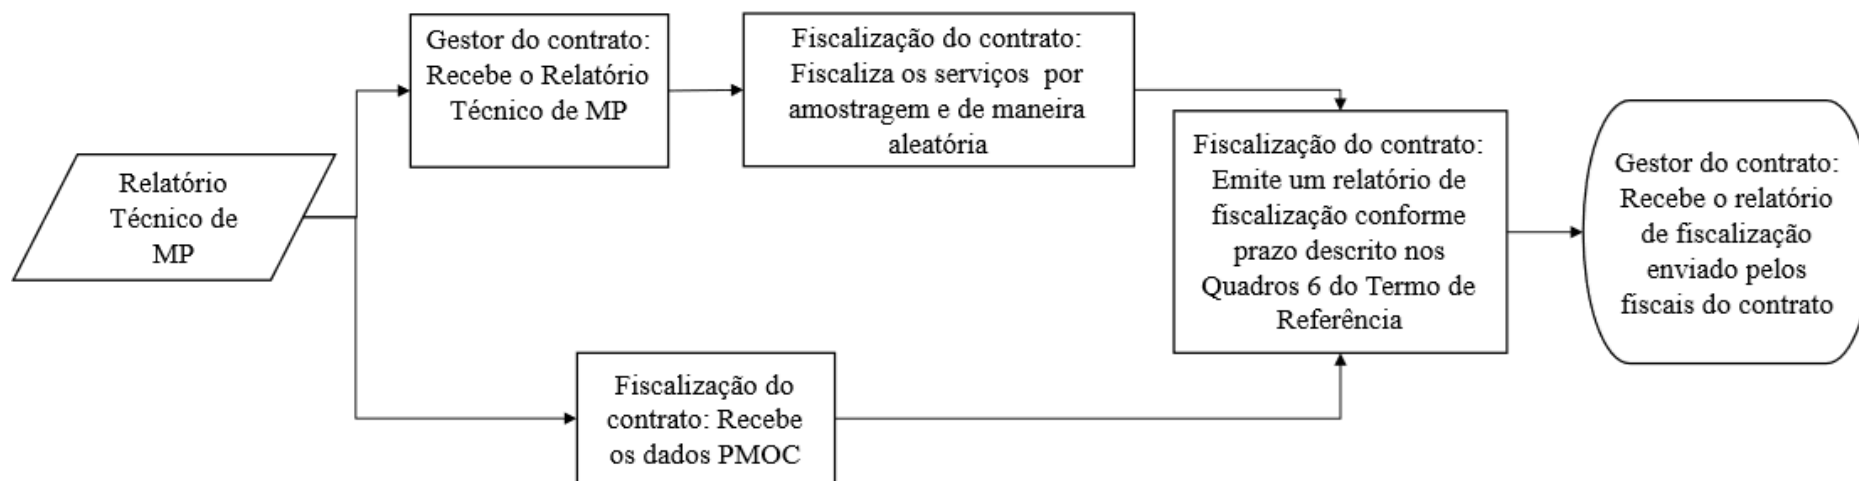 Relatório
Técnico de
MP
Gestor do contrato:
Recebe o Relatório
Técnico de MP
Fiscalização do contrato:
Fiscaliza os serviços por
amostragem e de maneira
aleatória
Fiscalização do
contrato: Recebe
os dados PMOC
Fiscalização do contrato:
Emite um relatório de
fiscalização conforme
prazo descrito nos
Quadros 6 do Termo de
Referência
Gestor do contrato:
Recebe o relatório
de fiscalização
enviado pelos
fiscais do contrato